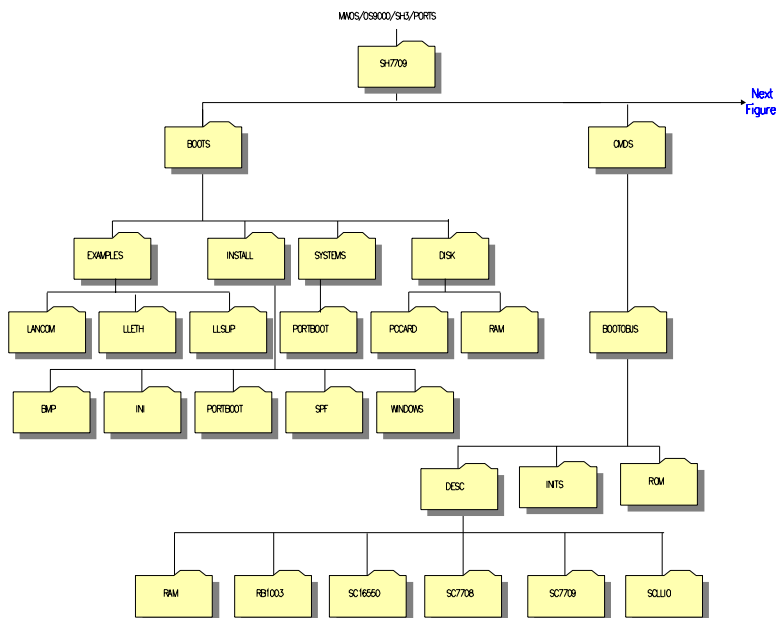 MWOS/OS9000/SH3/PORTS
SH7709
Next
Figure
BOOTS
CMDS
EXAMPLES
INSTALL
SYSTEMS
DISK
LANCOM
LLETH
LLSLIP
PORTBOOT
PCCARD
RAM
BOOTOBJS
BMP
INI
PORTBOOT
SPF
WINDOWS
DESC
INITS
ROM
RAM
RB1003
SC16550
SC7708
SC7709
SCLLIO